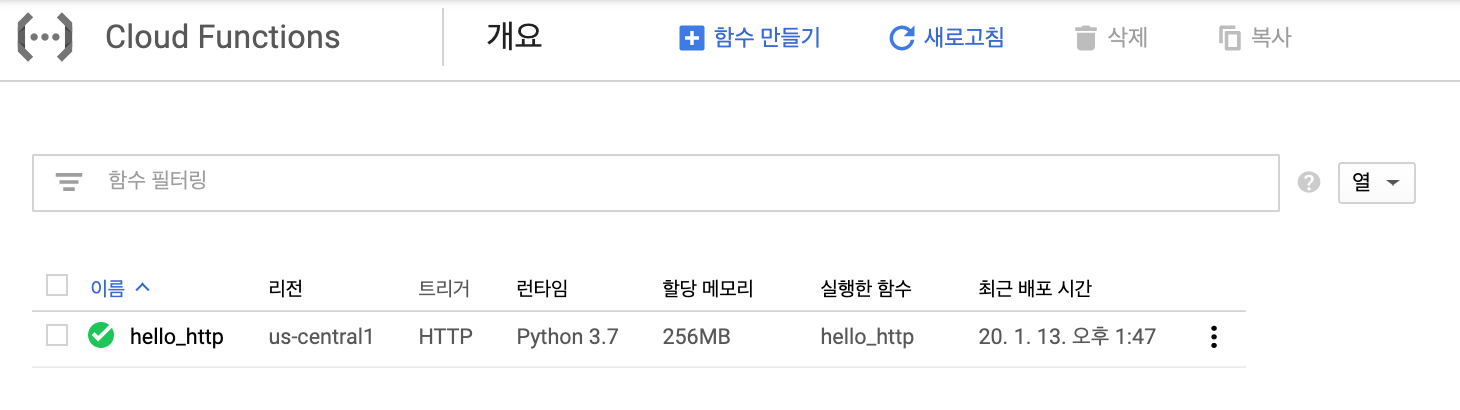 Cloud Functions 개요 함수 만들기 새로고침 삭제 복사
함수 필터링 열
이름 리전 트리거 런타임 할당 메모리 실행한 함수 최근 배포 시간
hello_http us-central1 HTTP Python 3.7 256MB hello_http 20. 1. 13. 오후 1:47